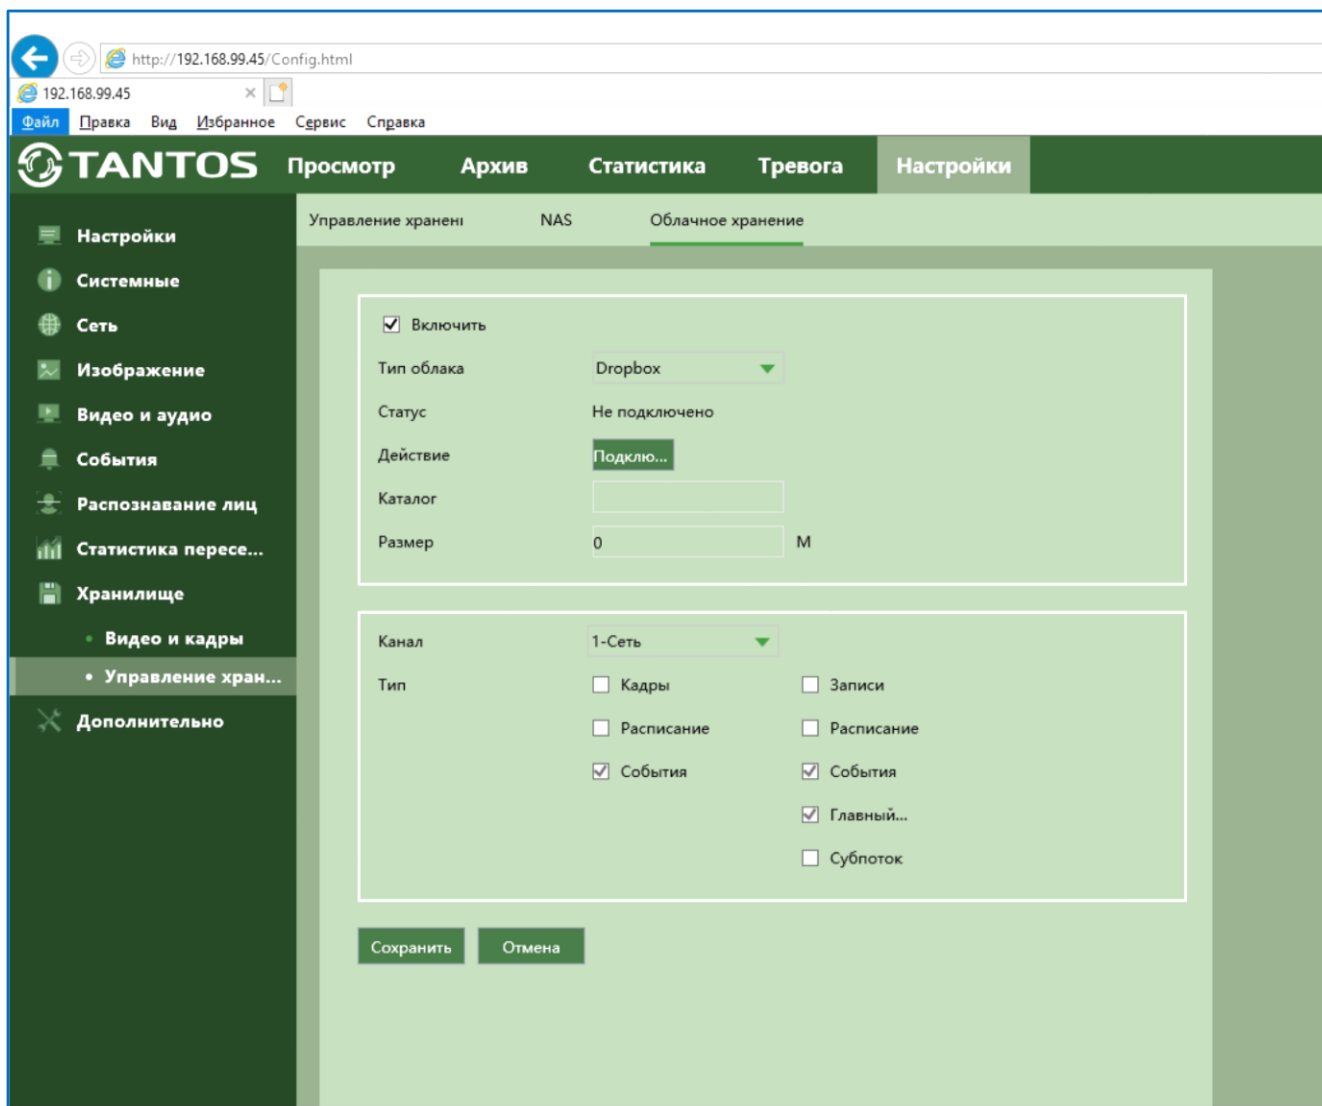 http://192.168.99.45/Config.html
192.168.99.45
Файл Правка Вид Избранное Сервис Справка
TANTOS Просмотр Архив Статистика Тревога Настройки
Управление хранені NAS Облачное хранение
Настройки
Системные
Сеть
Изображение
Видео и аудио
События
Распознавание лиц
Статистика пересе...
Хранилище
Видео и кадры
Управление хран...
Дополнительно
Включить
Тип облака Dropbox
Статус Не подключено
Действие Подклю...
Каталог
Размер 0 M
Канал 1-Сеть
Тип Кадры Записи
Расписание Расписание
События События
Главный...
Субпоток
Сохранить Отмена